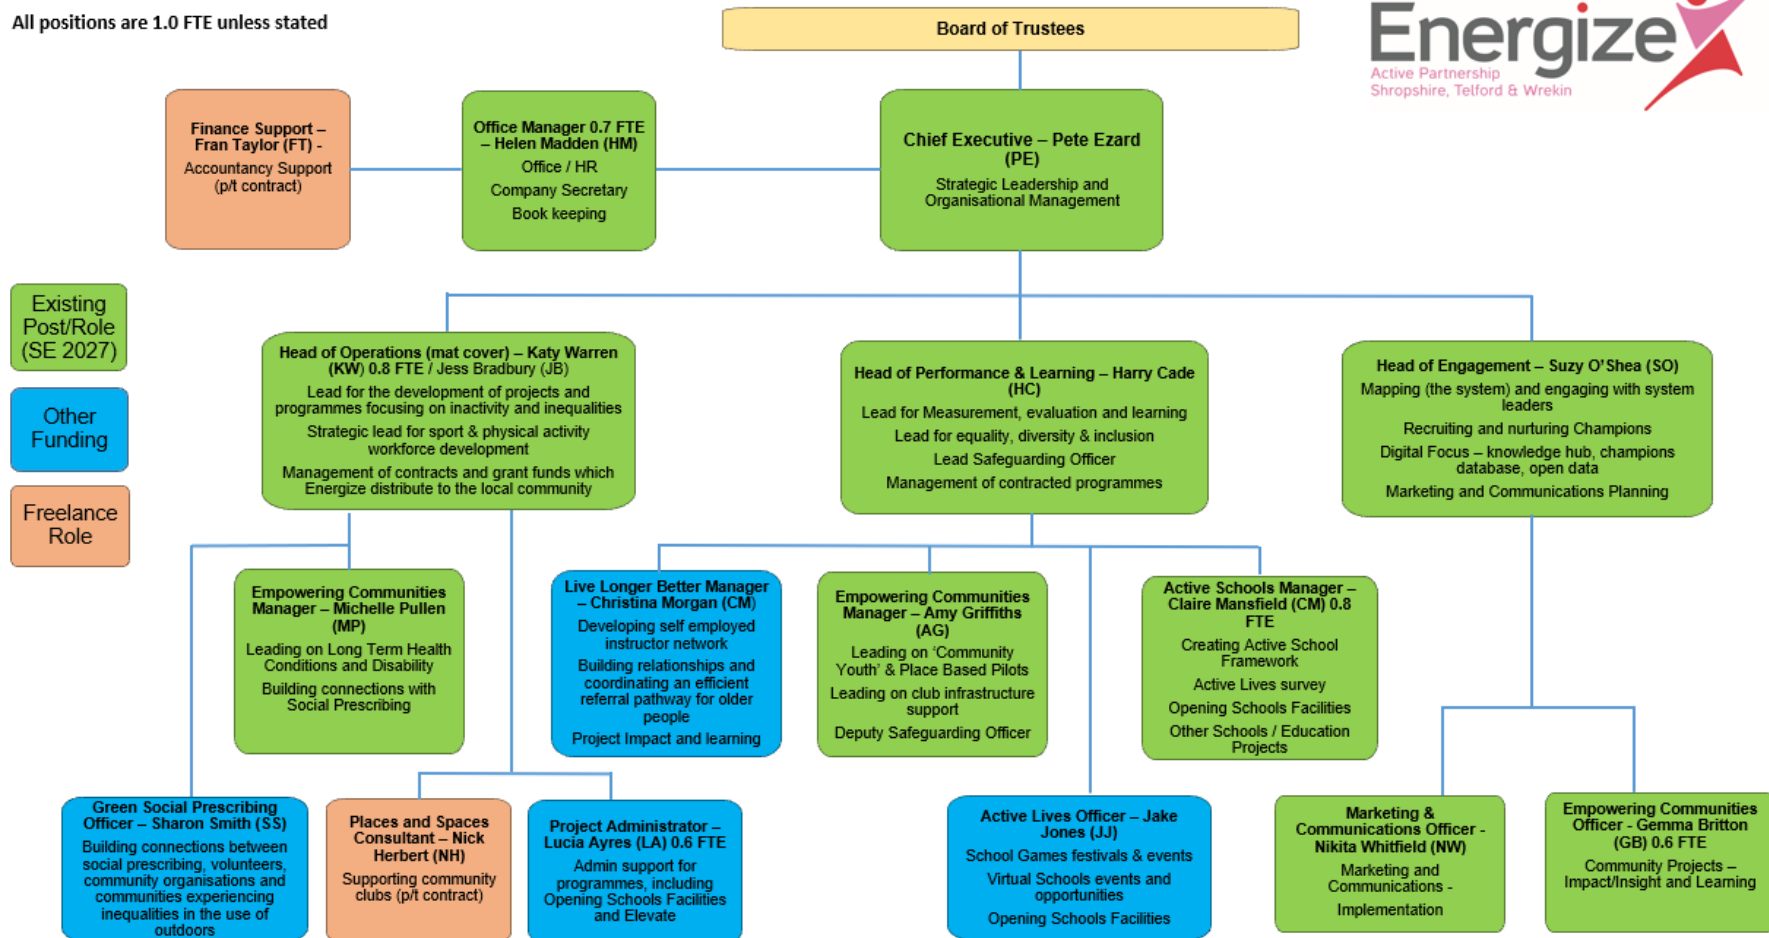 All positions are 1.0 FTE unless stated
Board of Trustees
Energize
Active Partnership
Shropshire, Telford & Wrekin
Finance Support –
Fran Taylor (FT) -
Accountancy Support
(p/t contract)
Office Manager 0.7 FTE
– Helen Madden (HM)
Office / HR
Company Secretary
Book keeping
Chief Executive – Pete Ezard
(PE)
Strategic Leadership and
Organisational Management
Existing
Post/Role
(SE 2027)
Other
Funding
Freelance
Role
Head of Operations (mat cover) – Katy Warren
(KW) 0.8 FTE / Jess Bradbury (JB)
Lead for the development of projects and
programmes focusing on inactivity and inequalities
Strategic lead for sport & physical activity
workforce development
Management of contracts and grant funds which
Energize distribute to the local community
Head of Performance & Learning – Harry Cade
(HC)
Lead for Measurement, evaluation and learning
Lead for equality, diversity & inclusion
Lead Safeguarding Officer
Management of contracted programmes
Head of Engagement – Suzy O'Shea (SO)
Mapping (the system) and engaging with system
leaders
Recruiting and nurturing Champions
Digital Focus – knowledge hub, champions
database, open data
Marketing and Communications Planning
Empowering Communities
Manager – Michelle Pullen
(MP)
Leading on Long Term Health
Conditions and Disability
Building connections with
Social Prescribing
Live Longer Better Manager
– Christina Morgan (CM)
Developing self employed
instructor network
Building relationships and
coordinating an efficient
referral pathway for older
people
Project Impact and learning
Empowering Communities
Manager – Amy Griffiths
(AG)
Leading on 'Community
Youth' & Place Based Pilots
Leading on club infrastructure
support
Deputy Safeguarding Officer
Active Schools Manager –
Claire Mansfield (CM) 0.8
FTE
Creating Active School
Framework
Active Lives survey
Opening Schools Facilities
Other Schools / Education
Projects
Green Social Prescribing
Officer – Sharon Smith (SS)
Building connections between
social prescribing, volunteers,
community organisations and
communities experiencing
inequalities in the use of
outdoors
Places and Spaces
Consultant – Nick
Herbert (NH)
Supporting community
clubs (p/t contract)
Project Administrator –
Lucia Ayres (LA) 0.6 FTE
Admin support for
programmes, including
Opening Schools Facilities
and Elevate
Active Lives Officer – Jake
Jones (JJ)
School Games festivals & events
Virtual Schools events and
opportunities
Opening Schools Facilities
Marketing &
Communications Officer -
Nikita Whitfield (NW)
Marketing and
Communications -
Implementation
Empowering Communities
Officer - Gemma Britton
(GB) 0.6 FTE
Community Projects –
Impact/Insight and Learning